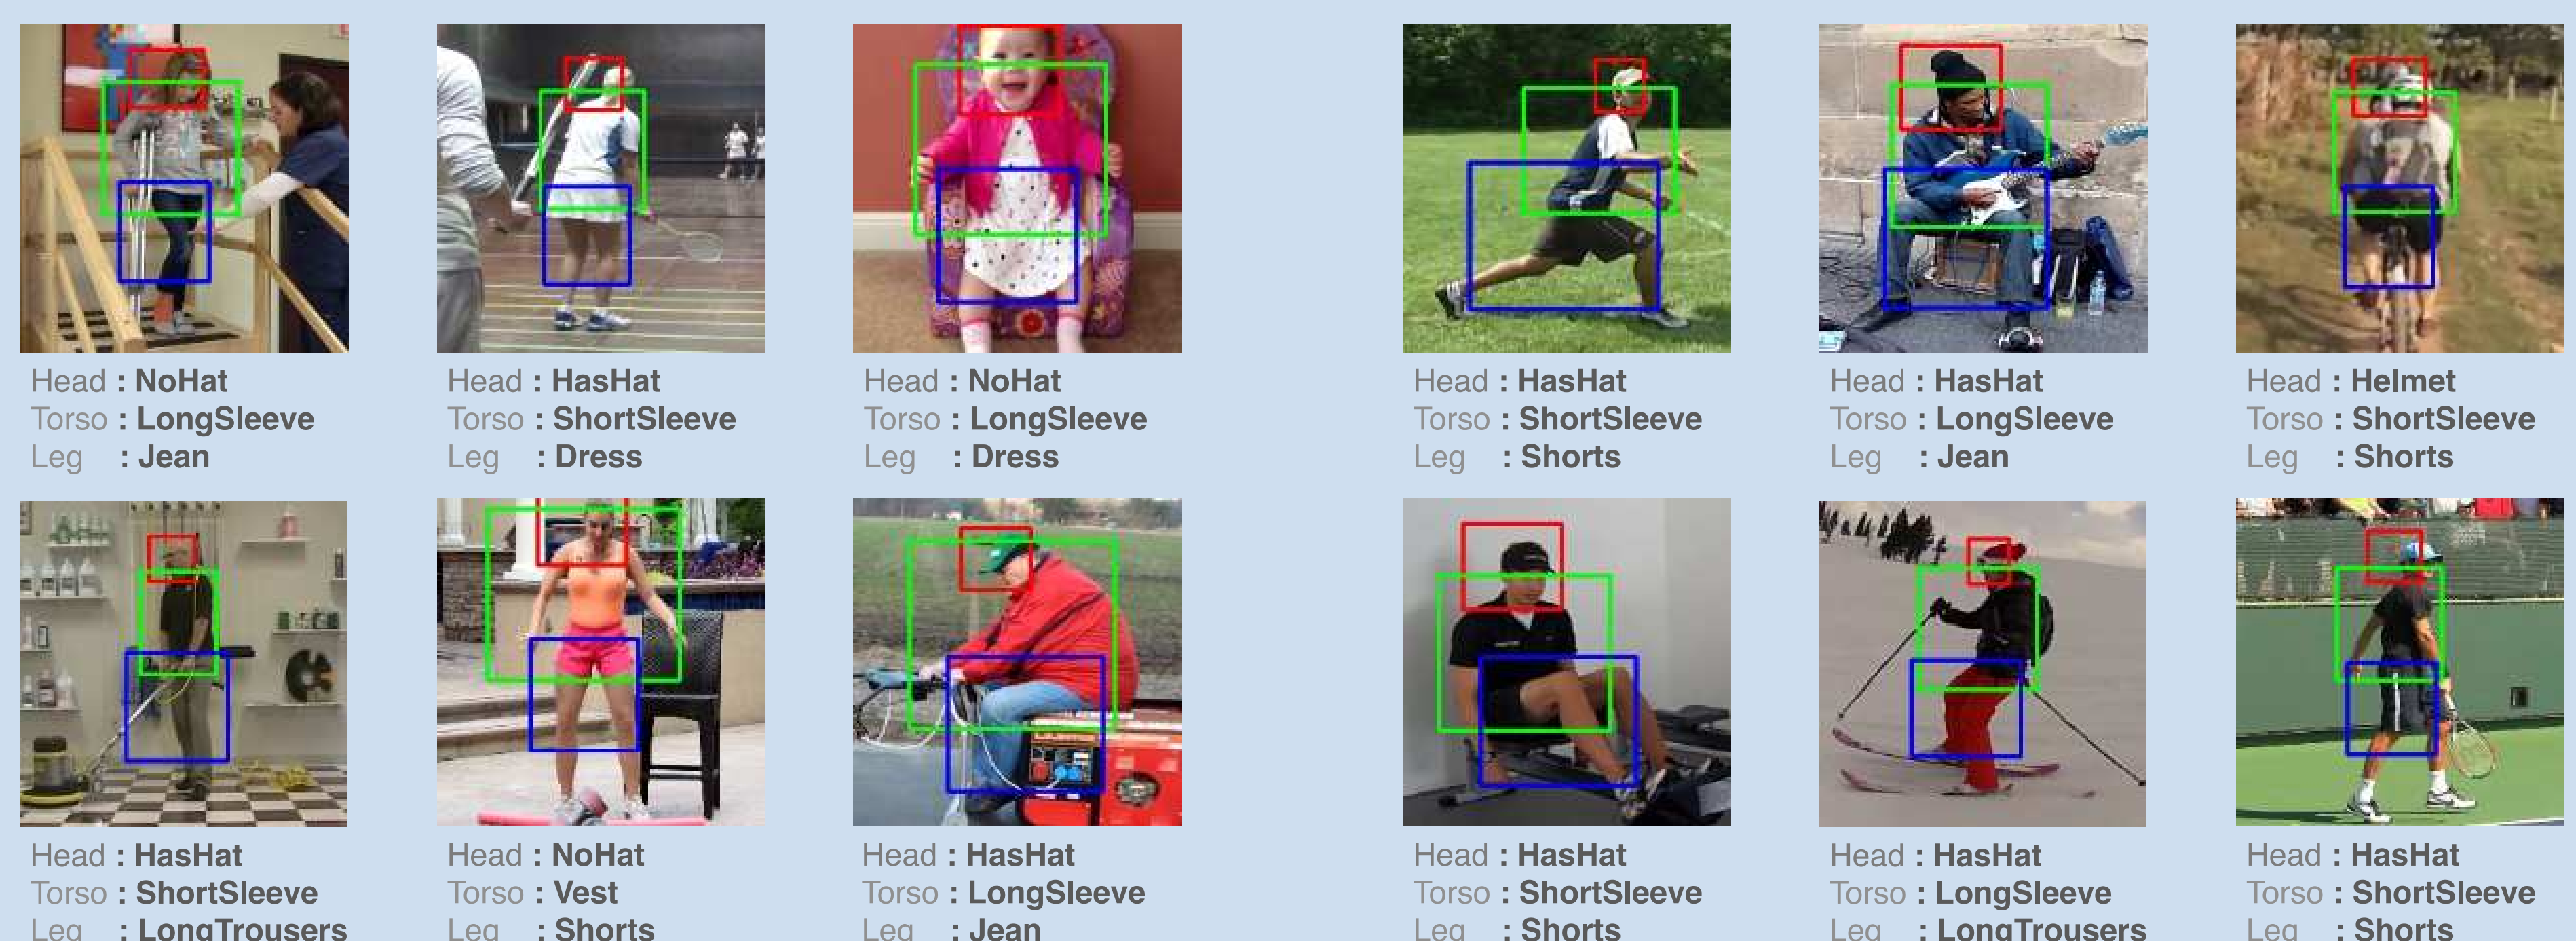 Head : NoHat
Torso : LongSleeve
Leg : Jean
Head : HasHat
Torso : ShortSleeve
Leg : Dress
Head : NoHat
Torso : LongSleeve
Leg : Dress
Head : HasHat
Torso : ShortSleeve
Leg : Shorts
Head : HasHat
Torso : LongSleeve
Leg : Jean
Head : Helmet
Torso : ShortSleeve
Leg : Shorts
Head : HasHat
Torso : ShortSleeve
Leg : LongTrousers
Head : NoHat
Torso : Vest
Leg : Shorts
Head : HasHat
Torso : LongSleeve
Leg : Jean
Head : HasHat
Torso : ShortSleeve
Leg : Shorts
Head : HasHat
Torso : LongSleeve
Leg : LongTrousers
Head : HasHat
Torso : ShortSleeve
Leg : Shorts